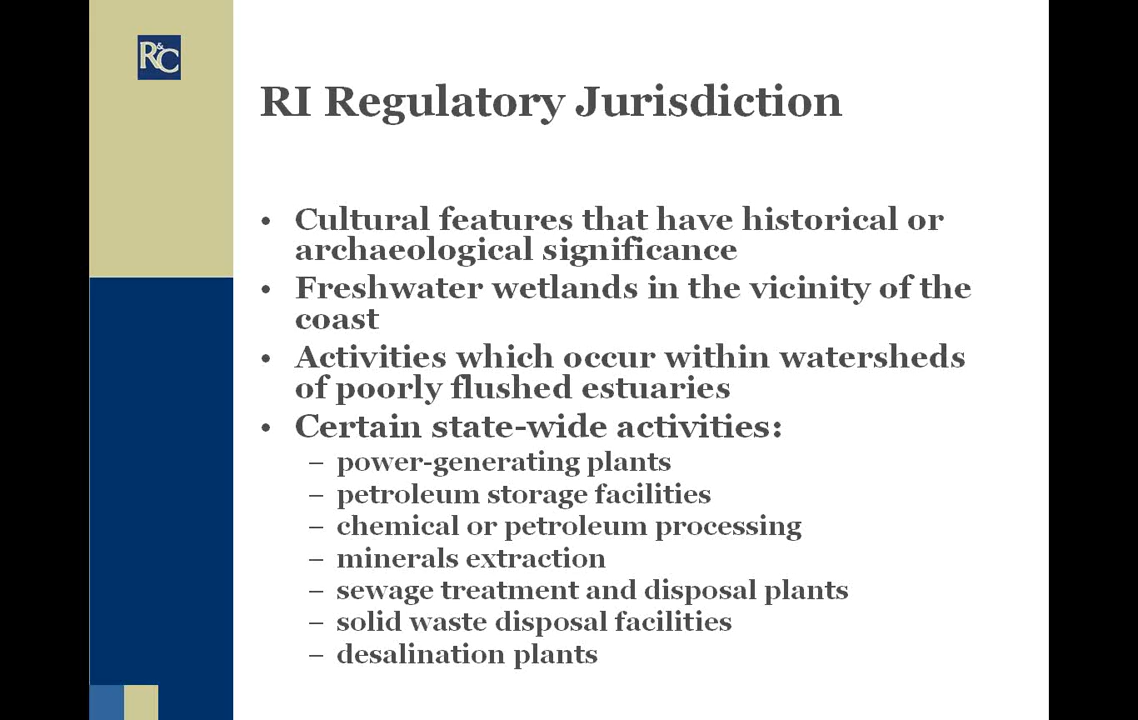 R&C
RI Regulatory Jurisdiction
• Cultural features that have historical or
archaeological significance
• Freshwater wetlands in the vicinity of the
coast
• Activities which occur within watersheds
of poorly flushed estuaries
• Certain state-wide activities:
– power-generating plants
– petroleum storage facilities
– chemical or petroleum processing
– minerals extraction
– sewage treatment and disposal plants
– solid waste disposal facilities
– desalination plants